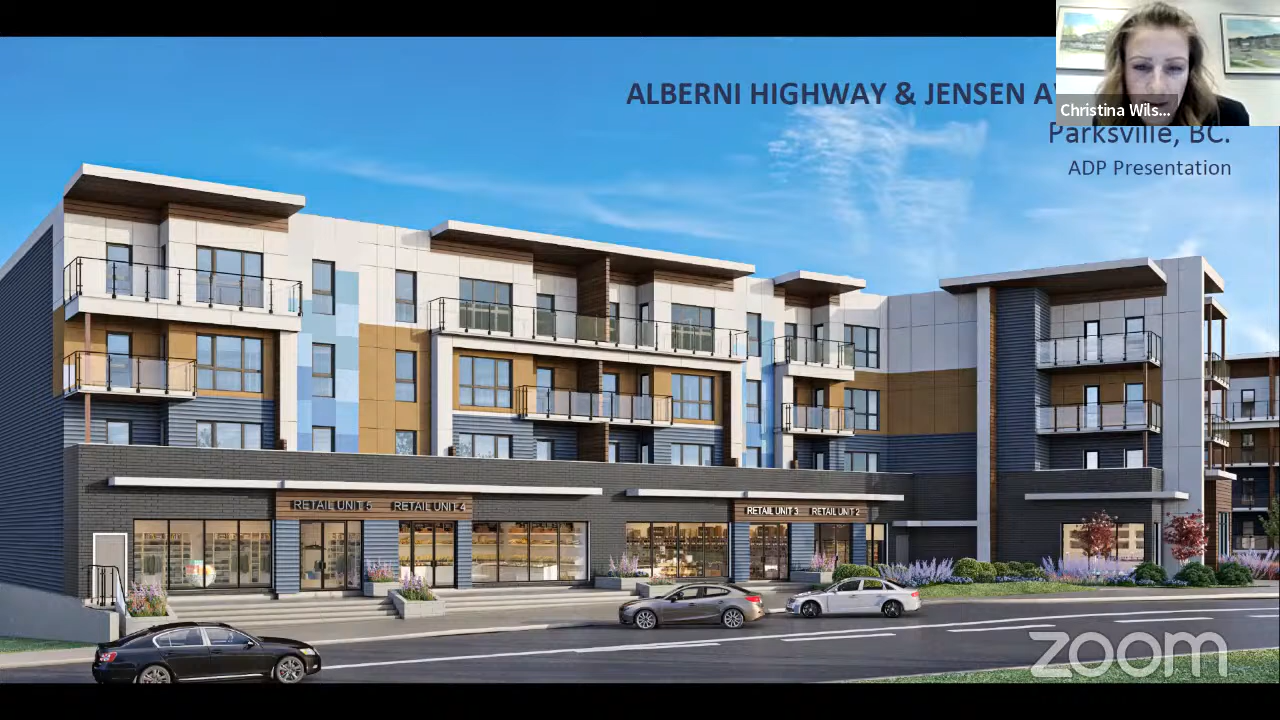 ALBERNI HIGHWAY & JENSEN A
Christina Wils...
Parksville, BC.
ADP Presentation
RETAIL UNIT 5 RETAIL UNIT 4
RETAIL UNIT 3 RETAIL UNIT 2
zoom